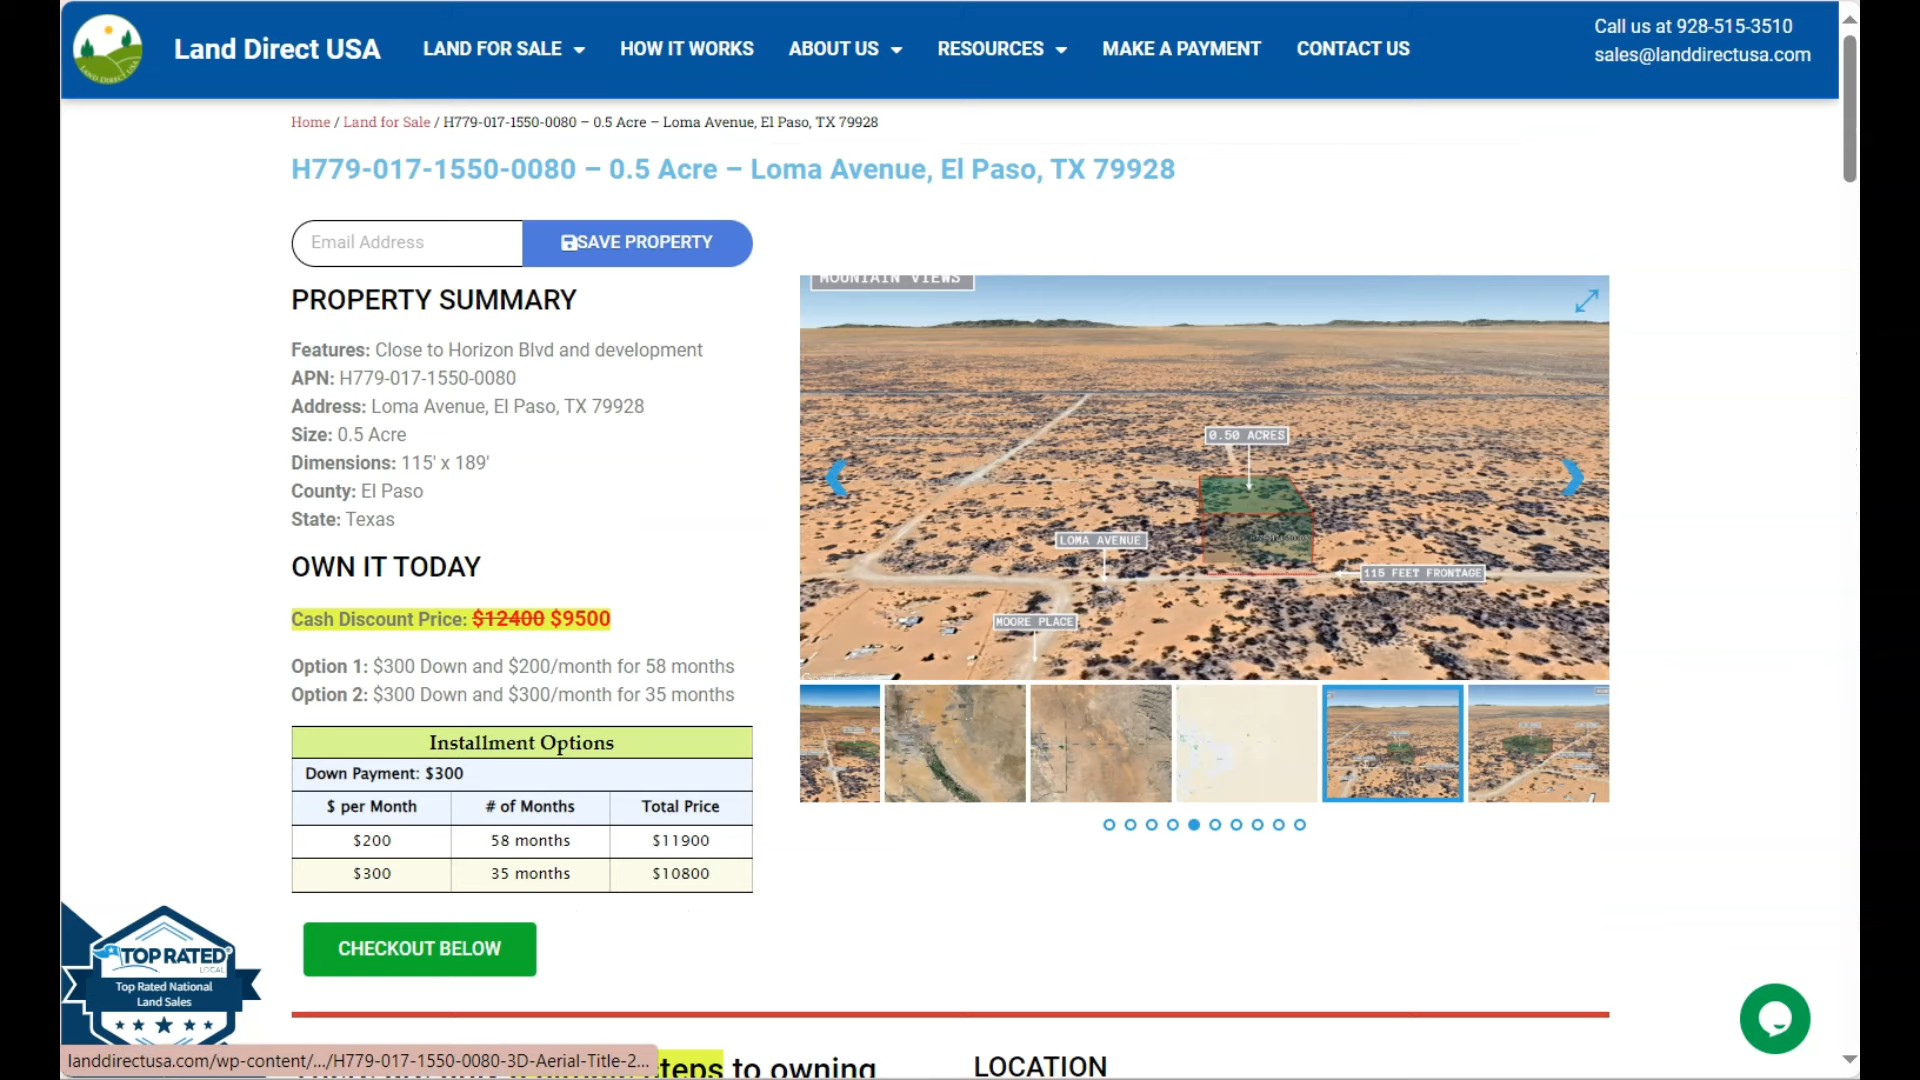 Land Direct USA
LAND FOR SALE
HOW IT WORKS
ABOUT US
RESOURCES
MAKE A PAYMENT
CONTACT US
Call us at 928-515-3510
sales@landdirectusa.com
LAND DIRECT USA
Home / Land for Sale / H779-017-1550-0080 – 0.5 Acre – Loma Avenue, El Paso, TX 79928
H779-017-1550-0080 – 0.5 Acre – Loma Avenue, El Paso, TX 79928
Email Address
SAVE PROPERTY
PROPERTY SUMMARY
Features: Close to Horizon Blvd and development
APN: H779-017-1550-0080
Address: Loma Avenue, El Paso, TX 79928
Size: 0.5 Acre
Dimensions: 115' x 189'
County: El Paso
State: Texas
OWN IT TODAY
Cash Discount Price: $12400 $9500
Option 1: $300 Down and $200/month for 58 months
Option 2: $300 Down and $300/month for 35 months
Installment Options
Down Payment: $300
$ per Month # of Months Total Price
$200 58 months $11900
$300 35 months $10800
CHECKOUT BELOW
MOUNTAIN VIEWS
0.50 ACRES
LOMA AVENUE
115 FEET FRONTAGE
MOORE PLACE
TOP RATED
LOCAL
Top Rated National
Land Sales
landdirectusa.com/wp-content/.../H779-017-1550-0080-3D-Aerial-Title-2...
steps to owning
LOCATION